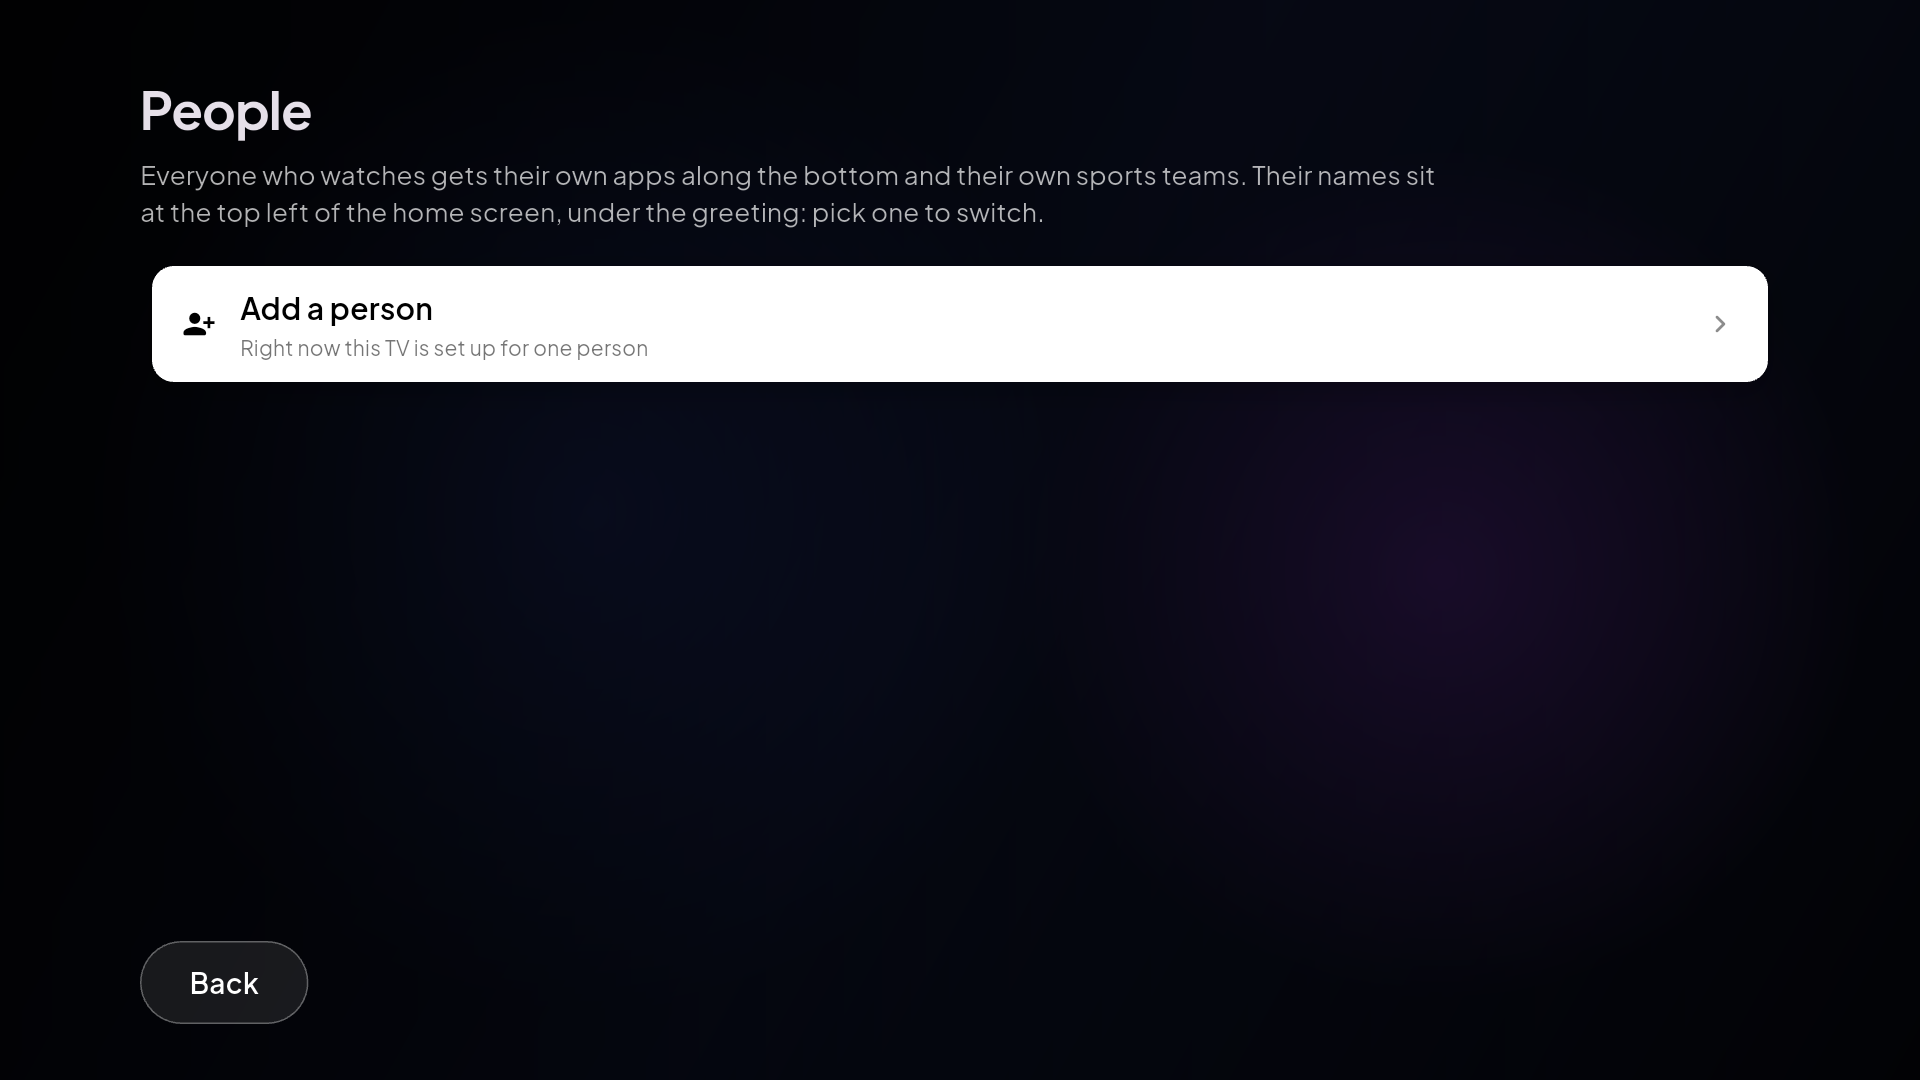 People
Everyone who watches gets their own apps along the bottom and their own sports teams. Their names sit
at the top left of the home screen, under the greeting: pick one to switch.
Add a person
Right now this TV is set up for one person
Back